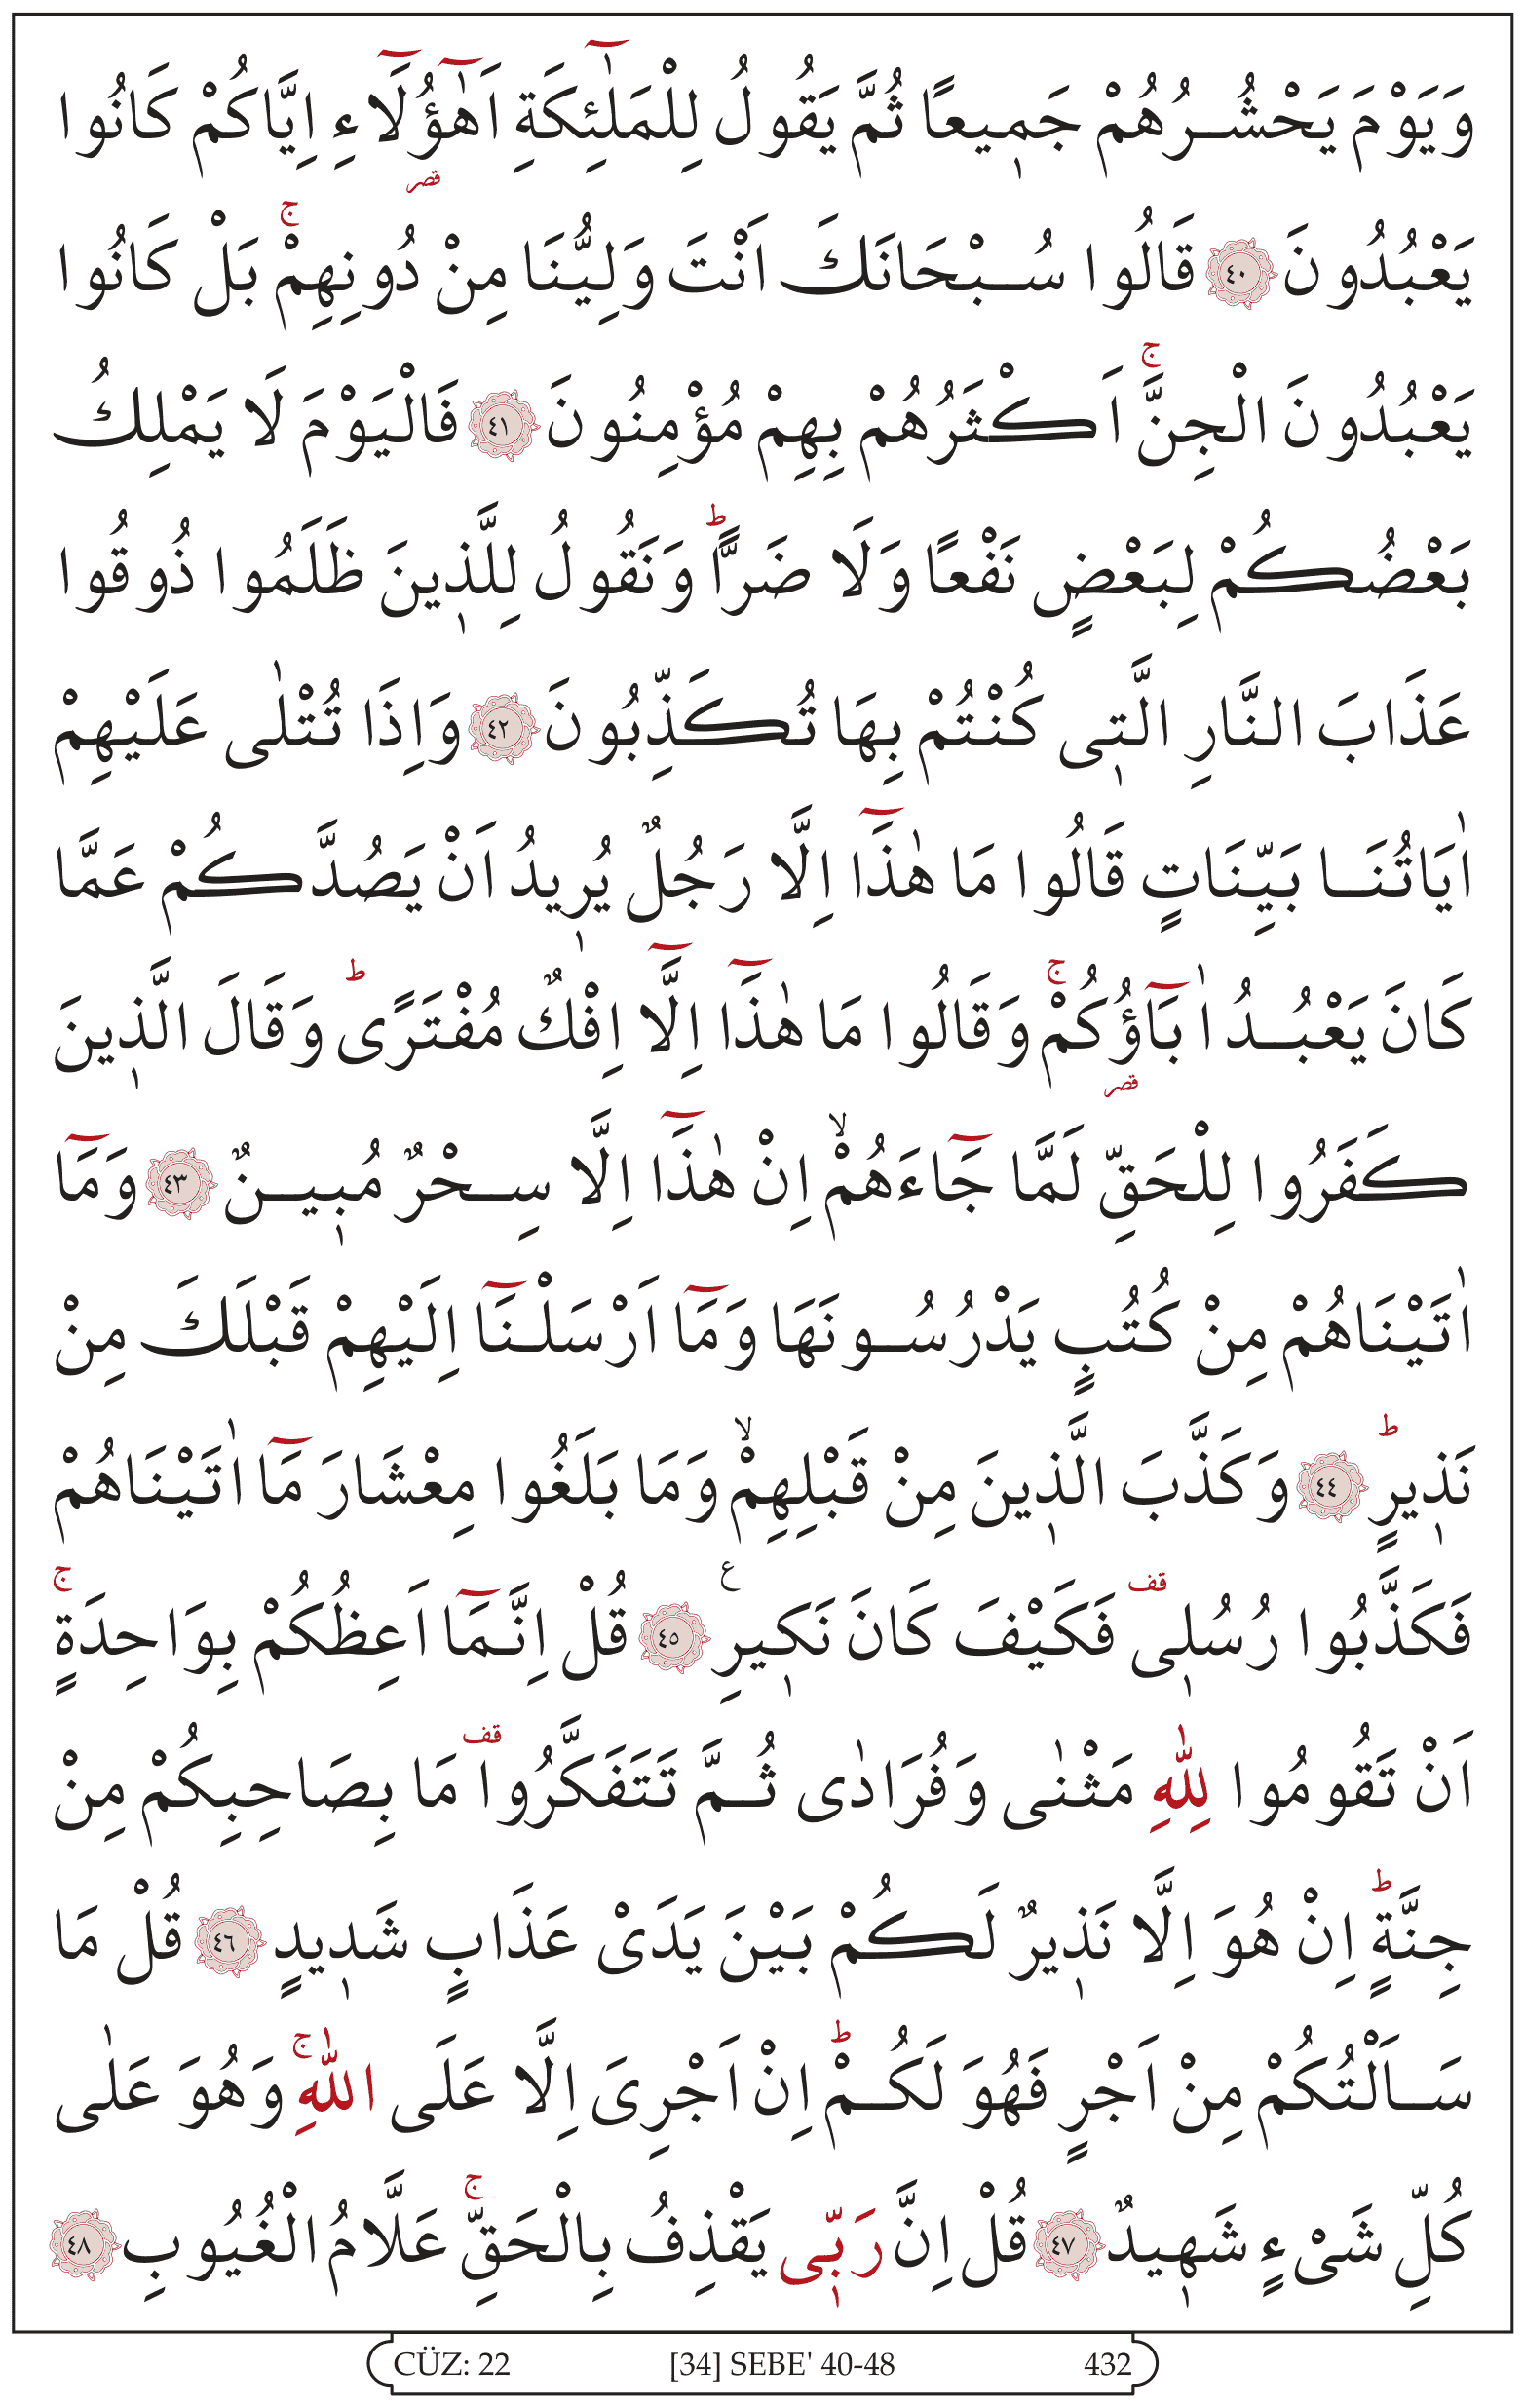 وَيَوْمَ يَحْشُرُهُمْ جَم۪يعًا ثُمَّ يَقُولُ لِلْمَلٰٓئِكَةِ اَهٰٓؤُ۬لَٓاءِ اِيَّاكُمْ كَانُوا
يَعْبُدُونَ ﴿٤٠﴾ قَالُوا سُبْحَانَكَ اَنْتَ وَلِيُّنَا مِنْ دُونِهِمْۚ بَلْ كَانُوا
يَعْبُدُونَ الْجِنَّۚ اَكْثَرُهُمْ بِهِمْ مُؤْمِنُونَ ﴿٤١﴾ فَالْيَوْمَ لَا يَمْلِكُ
بَعْضُكُمْ لِبَعْضٍ نَفْعًا وَلَا ضَرًّاۜ وَنَقُولُ لِلَّذ۪ينَ ظَلَمُوا ذُوقُوا
عَذَابَ النَّارِ الَّت۪ى كُنْتُمْ بِهَا تُكَذِّبُونَ ﴿٤٢﴾ وَاِذَا تُتْلٰى عَلَيْهِمْ
اٰيَاتُنَا بَيِّنَاتٍ قَالُوا مَا هٰذَٓا اِلَّا رَجُلٌ يُر۪يدُ اَنْ يَصُدَّكُمْ عَمَّا
كَانَ يَعْبُدُ اٰبَٓاؤُ۬كُمْۚ وَقَالُوا مَا هٰذَٓا اِلَّٓا اِفْكٌ مُفْتَرًىۜ وَقَالَ الَّذ۪ينَ
كَفَرُوا لِلْحَقِّ لَمَّا جَٓاءَهُمْۙ اِنْ هٰذَٓا اِلَّا سِحْرٌ مُب۪ينٌ ﴿٤٣﴾ وَمَٓا
اٰتَيْنَاهُمْ مِنْ كُتُبٍ يَدْرُسُونَهَا وَمَٓا اَرْسَلْنَٓا اِلَيْهِمْ قَبْلَكَ مِنْ
نَذ۪يرٍۜ ﴿٤٤﴾ وَكَذَّبَ الَّذ۪ينَ مِنْ قَبْلِهِمْۙ وَمَا بَلَغُوا مِعْشَارَ مَٓا اٰتَيْنَاهُمْ
فَكَذَّبُوا رُسُل۪ى۠ فَكَيْفَ كَانَ نَك۪يرِ۟ ﴿٤٥﴾ قُلْ اِنَّمَٓا اَعِظُكُمْ بِوَاحِدَةٍۚ
اَنْ تَقُومُوا لِلّٰهِ مَثْنٰى وَفُرَادٰى ثُمَّ تَتَفَكَّرُوا۠ مَا بِصَاحِبِكُمْ مِنْ
جِنَّةٍۜ اِنْ هُوَ اِلَّا نَذ۪يرٌ لَكُمْ بَيْنَ يَدَىْ عَذَابٍ شَد۪يدٍ ﴿٤٦﴾ قُلْ مَا
سَاَلْتُكُمْ مِنْ اَجْرٍ فَهُوَ لَكُمْۜ اِنْ اَجْرِىَ اِلَّا عَلَى اللّٰهِۚ وَهُوَ عَلٰى
كُلِّ شَىْءٍ شَه۪يدٌ ﴿٤٧﴾ قُلْ اِنَّ رَبّ۪ى يَقْذِفُ بِالْحَقِّۚ عَلَّامُ الْغُيُوبِ ﴿٤٨﴾
CÜZ: 22 [34] SEBE' 40-48 432